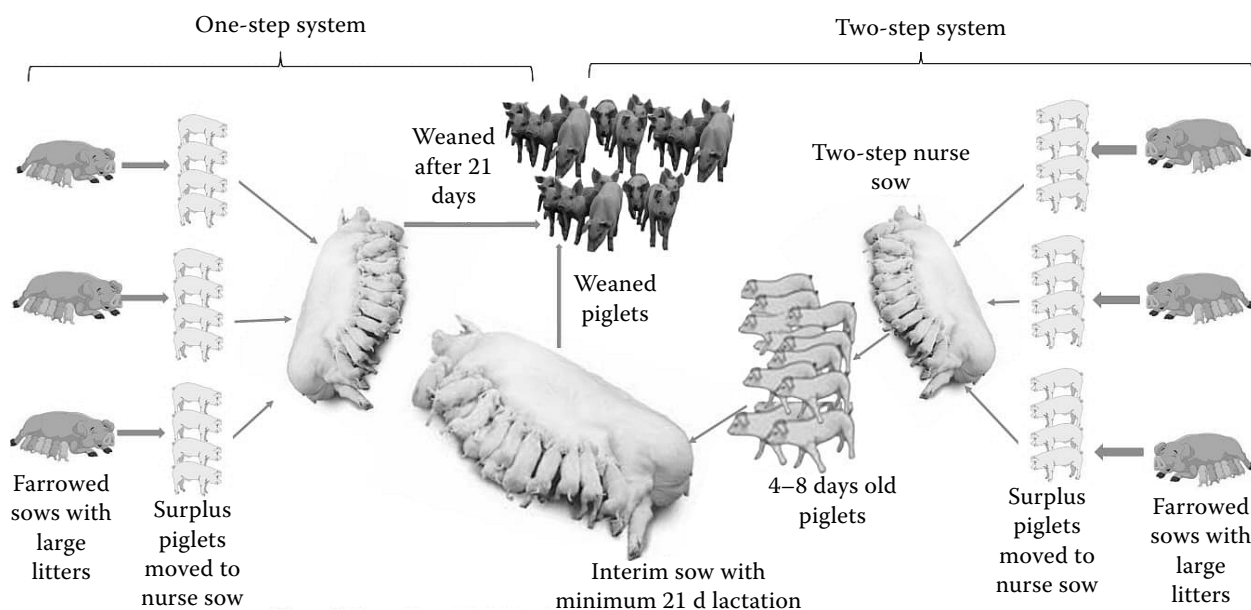 One-step system
Two-step system
Weaned
after 21
days
Two-step nurse
sow
Weaned
piglets
4–8 days old
piglets
Farrowed
sows with
large
litters
Surplus
piglets
moved to
nurse sow
Interim sow with
minimum 21 d lactation
Surplus
piglets
moved to
nurse sow
Farrowed
sows with
large
litters